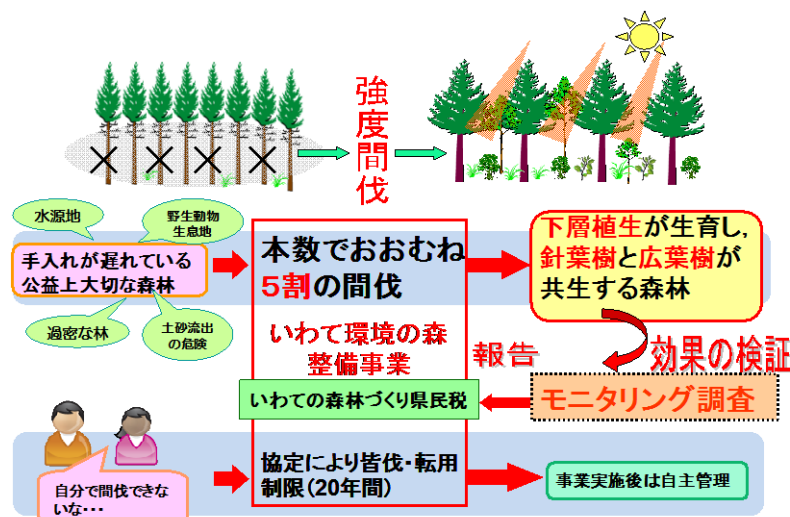 強度間伐
水源地
野生動物
生息地
手入れが遅れている
公益上大切な森林
過密な林
土砂流出
の危険
本数でおおむね
5割の間伐
下層植生が生育し,
針葉樹と広葉樹が
共生する森林
いわて環境の森
整備事業
報告
効果の検証
いわての森林づくり県民税
モニタリング調査
自分で間伐できな
いな・・・
協定により皆伐・転用
制限(20年間)
事業実施後は自主管理